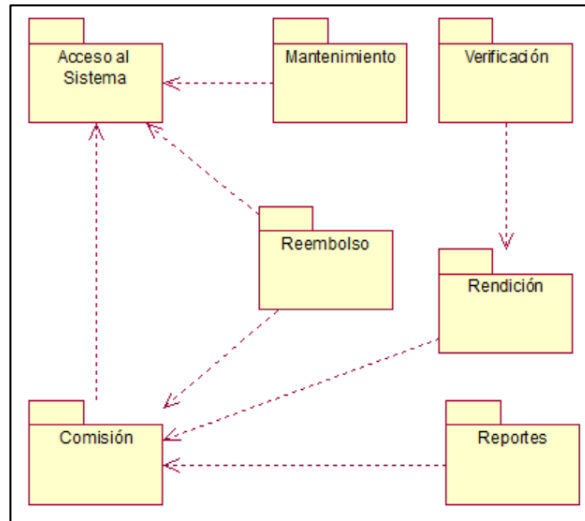 Acceso al
Sistema
Mantenimiento
Verificación
Reembolso
Rendición
Comisión
Reportes